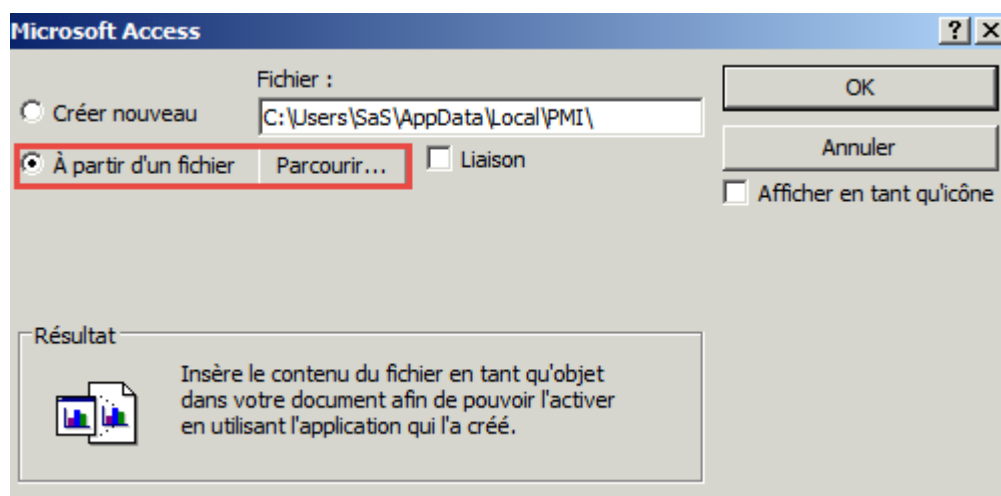 Microsoft Access
Fichier :
Créer nouveau
C:\Users\SaS\AppData\Local\PMI\
À partir d'un fichier
Parcourir...
Liaison
OK
Annuler
Afficher en tant qu'icône
Résultat
Insère le contenu du fichier en tant qu'objet
dans votre document afin de pouvoir l'activer
en utilisant l'application qui l'a créé.